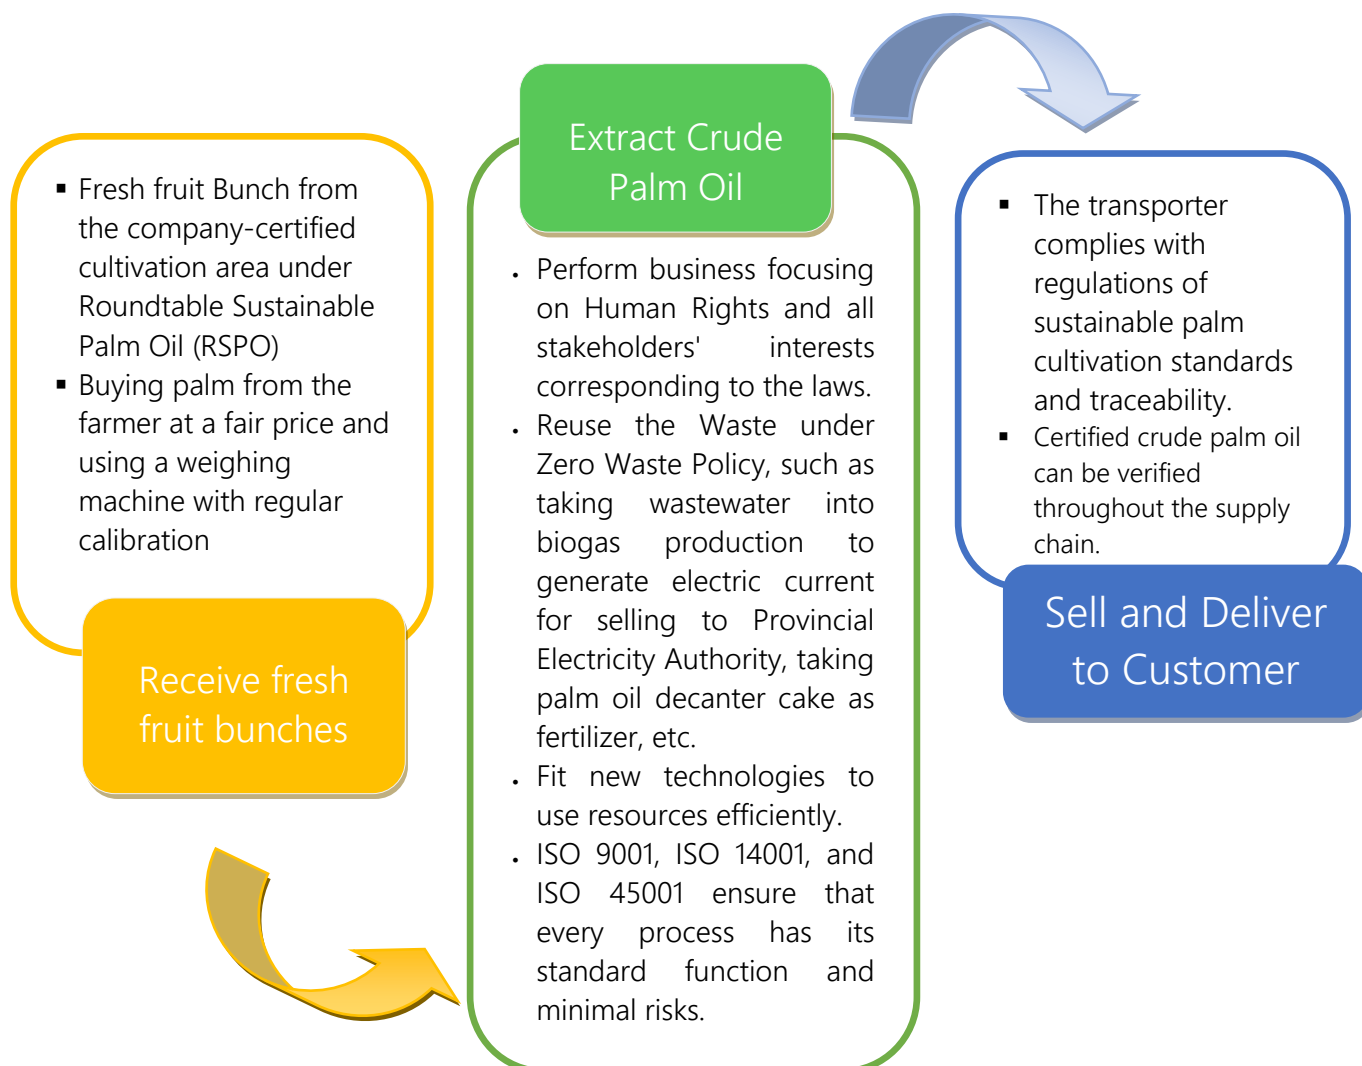 Fresh fruit Bunch from
the company-certified
cultivation area under
Roundtable Sustainable
Palm Oil (RSPO)
Buying palm from the
farmer at a fair price and
using a weighing
machine with regular
calibration
Receive fresh
fruit bunches
Extract Crude
Palm Oil
Perform business focusing
on Human Rights and all
stakeholders' interests
corresponding to the laws.
Reuse the Waste under
Zero Waste Policy, such as
taking wastewater into
biogas production to
generate electric current
for selling to Provincial
Electricity Authority, taking
palm oil decanter cake as
fertilizer, etc.
Fit new technologies to
use resources efficiently.
ISO 9001, ISO 14001, and
ISO 45001 ensure that
every process has its
standard function and
minimal risks.
The transporter
complies with
regulations of
sustainable palm
cultivation standards
and traceability.
Certified crude palm oil
can be verified
throughout the supply
chain.
Sell and Deliver
to Customer